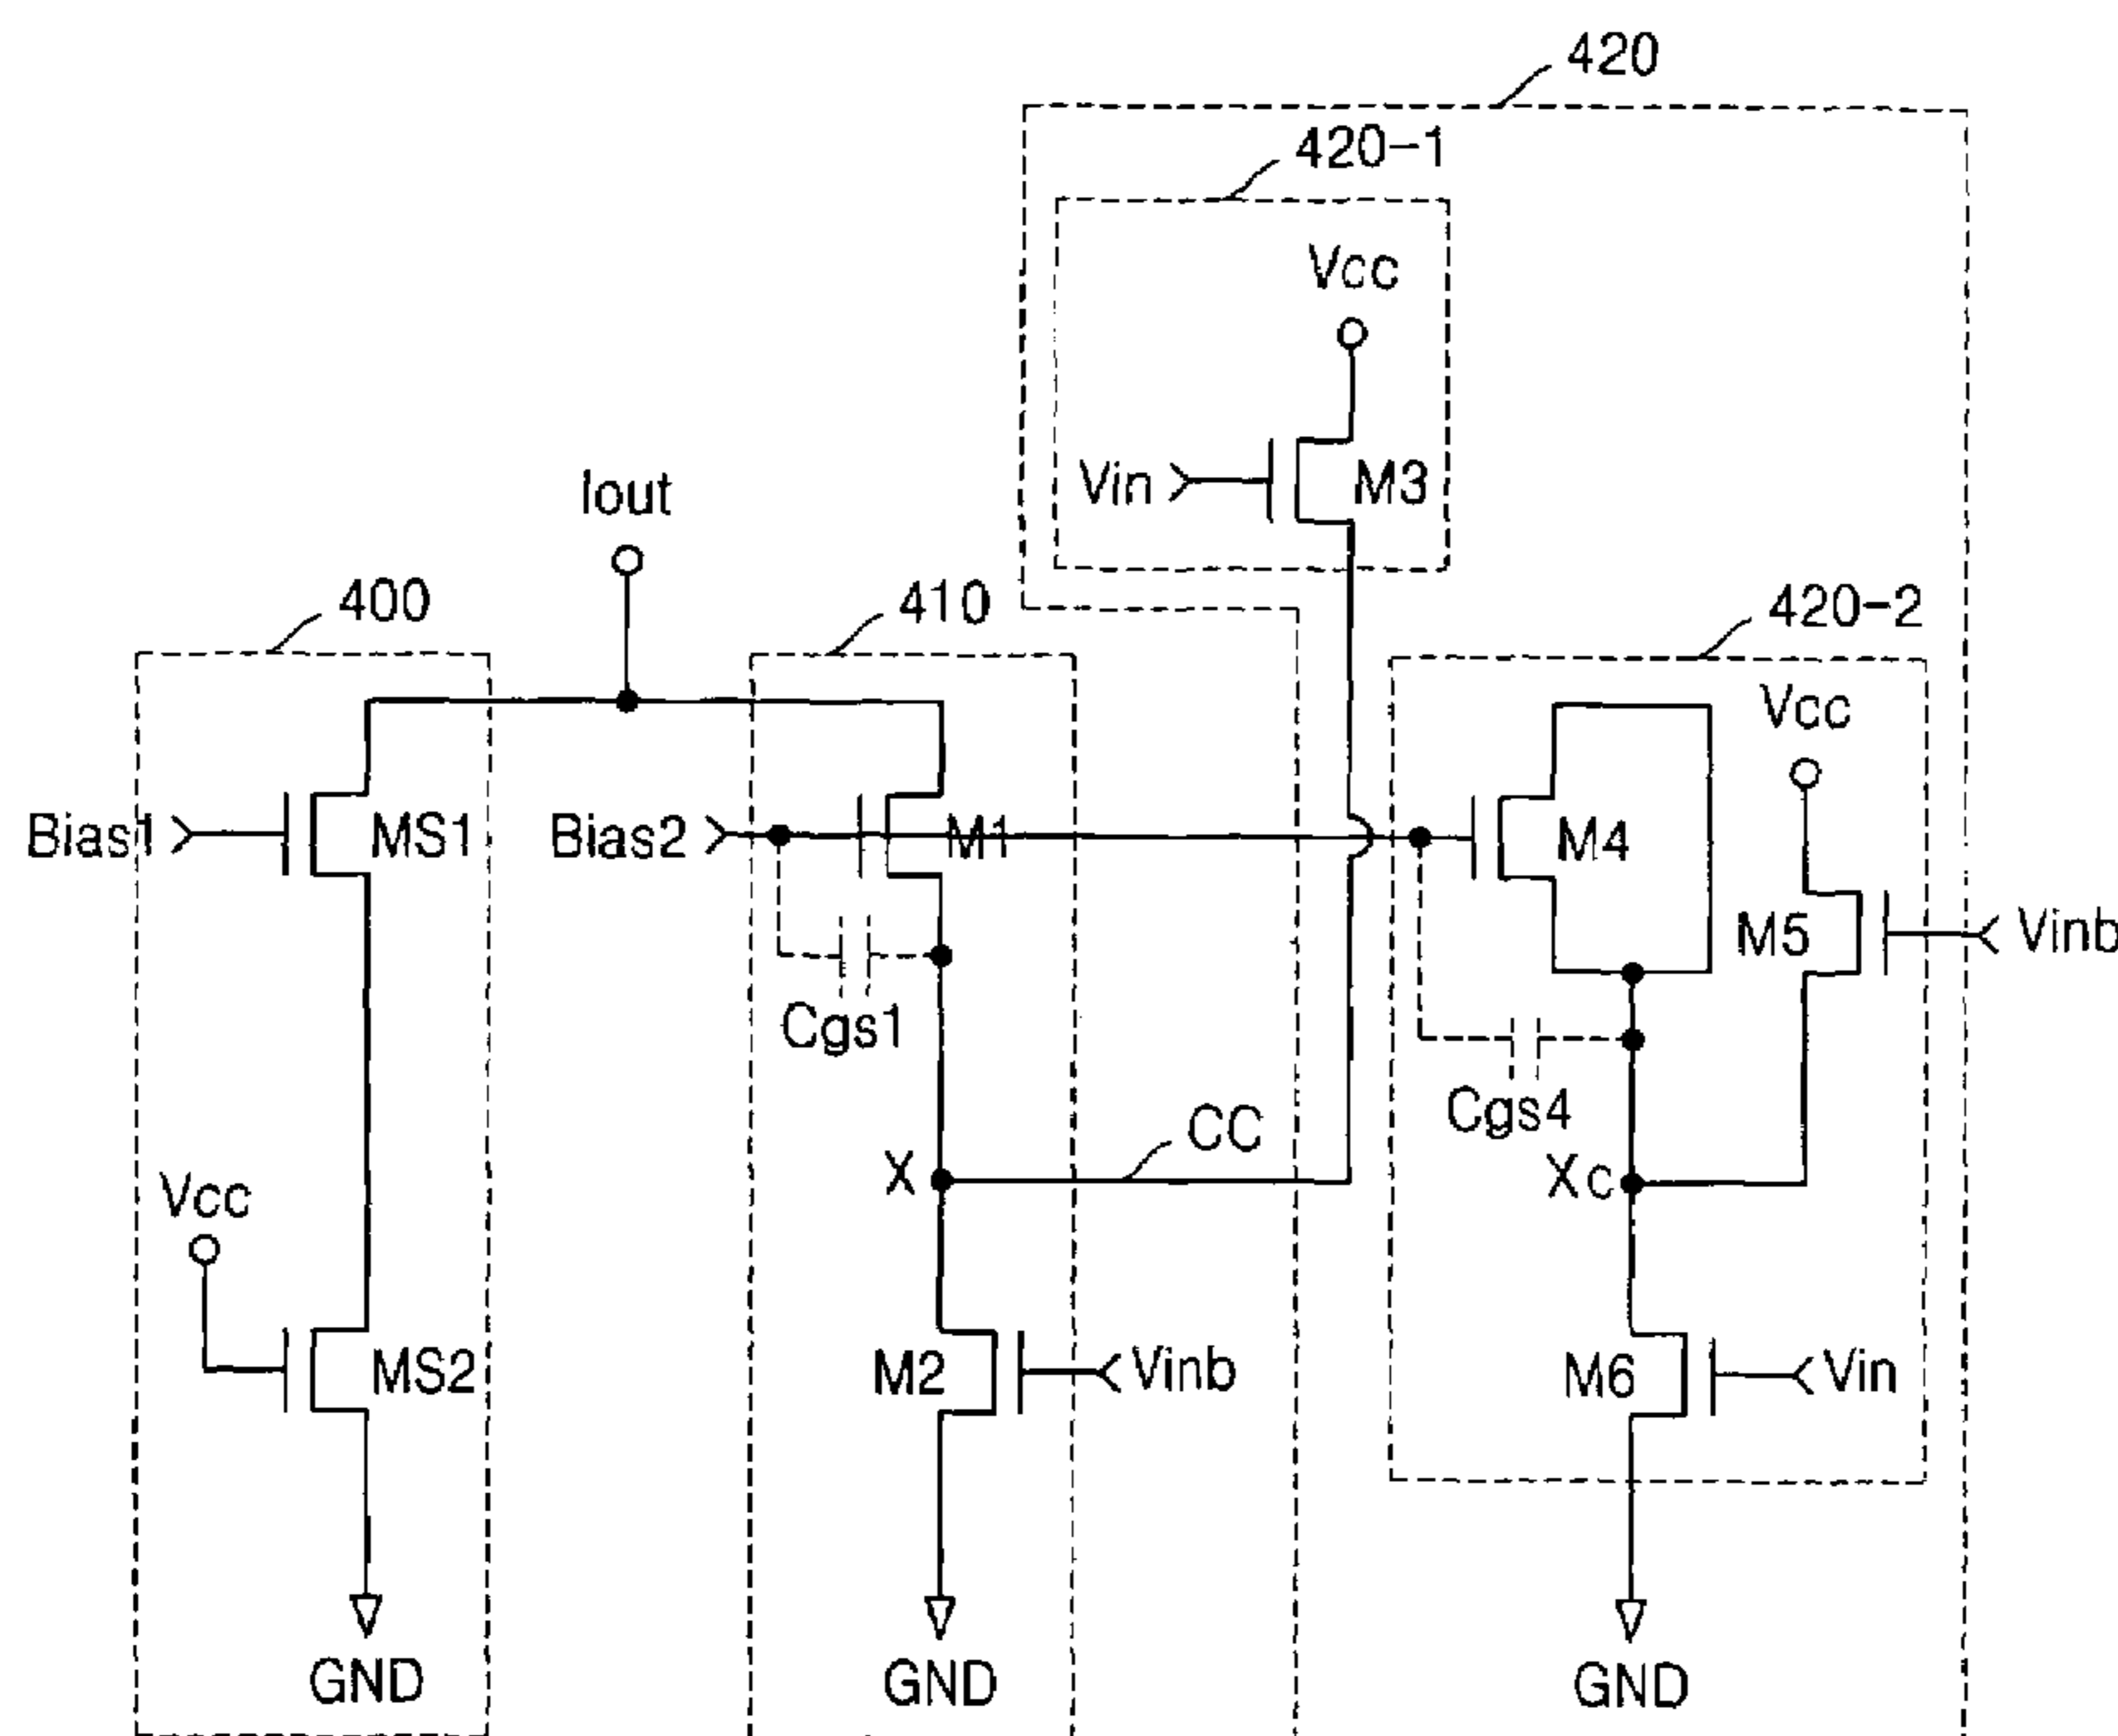 420
420-1
Vcc
Vin
M3
Iout
400
410
420-2
Vcc
Bias1
MS1
Bias2
M1
M4
M5
Vinb
Cgs1
Cgs4
CC
X
Xc
Vcc
MS2
M2
Vinb
M6
Vin
GND
GND
GND